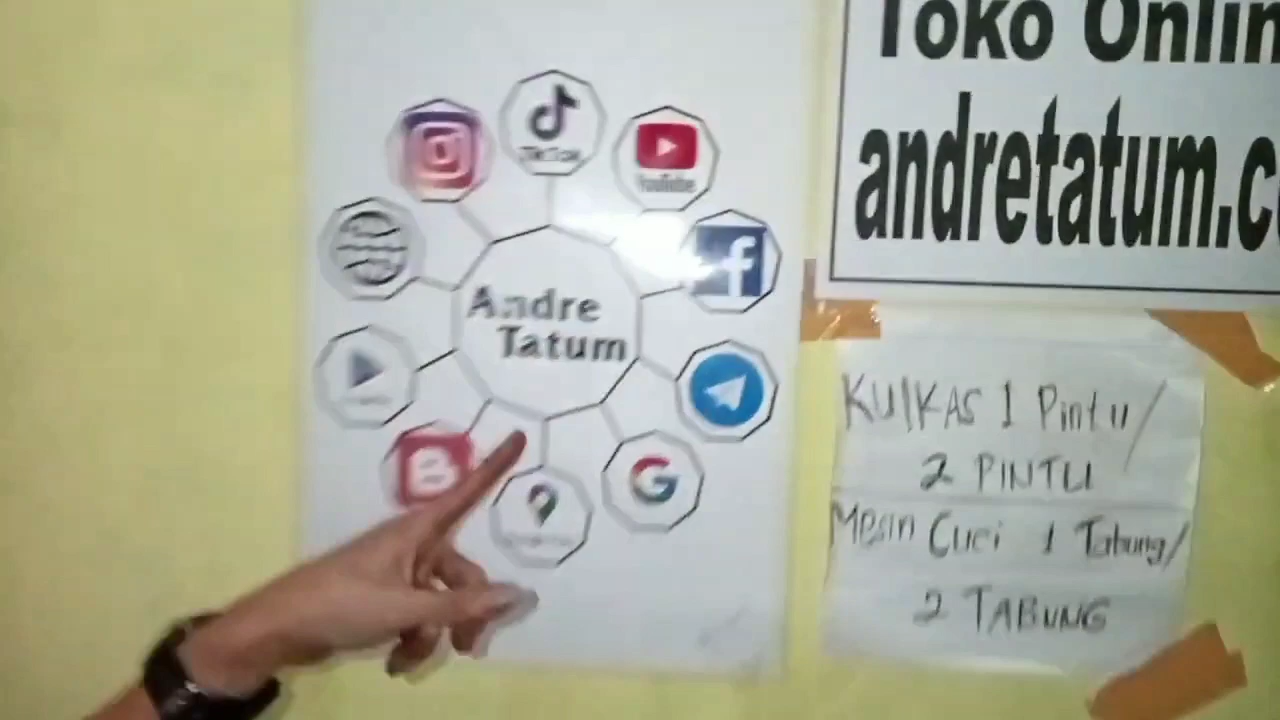 Toko Onlin
andretatum.c
TikTok
YouTube
Andre
Tatum
KUlKAS 1 Pintu/
2 PINTU
Mesin Cuci 1 Tabung/
2 TABUNG